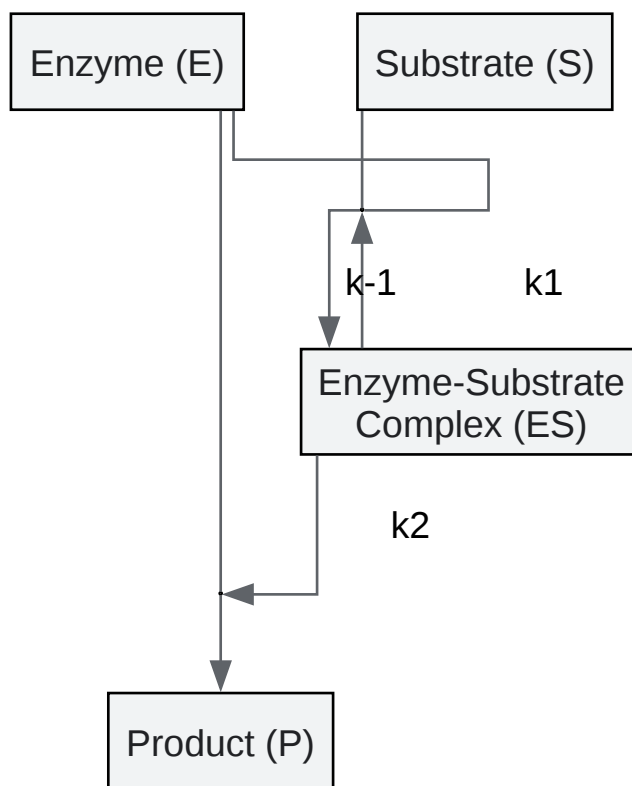 Enzyme (E)
Substrate (S)
k-1
k1
Enzyme-Substrate
Complex (ES)
k2
Product (P)